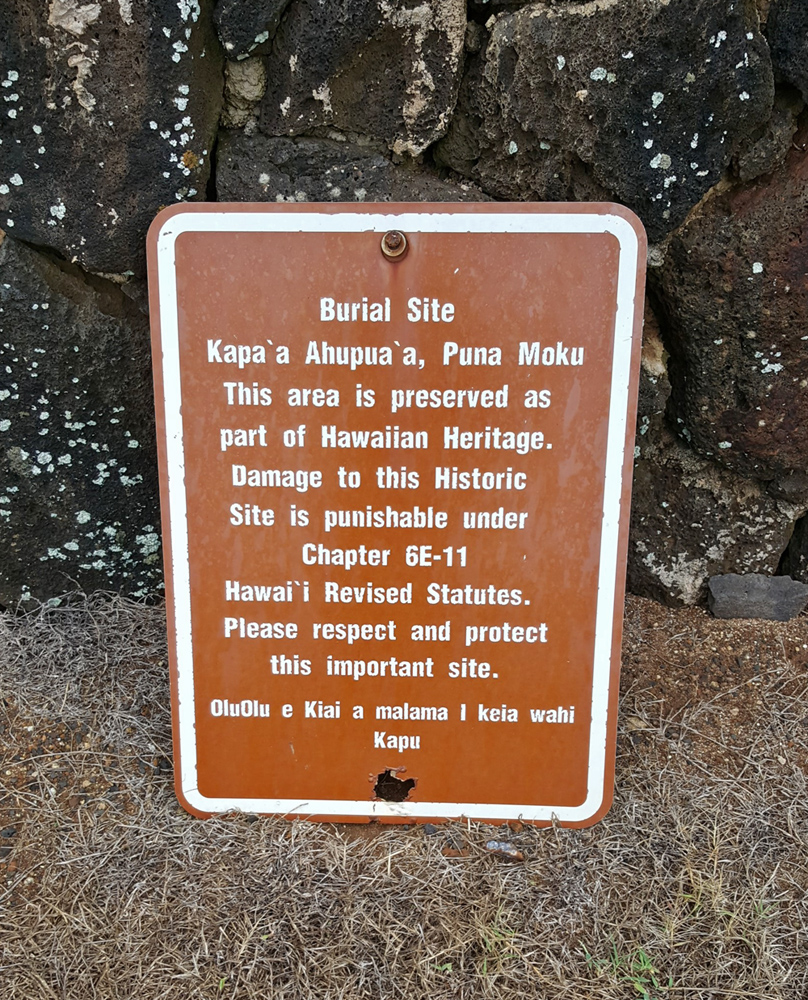 Burial Site
Kapa`a Ahupua`a, Puna Moku
This area is preserved as
part of Hawaiian Heritage.
Damage to this Historic
Site is punishable under
Chapter 6E-11
Hawai`i Revised Statutes.
Please respect and protect
this important site.
OluOlu e Kiai a malama I keia wahi
Kapu